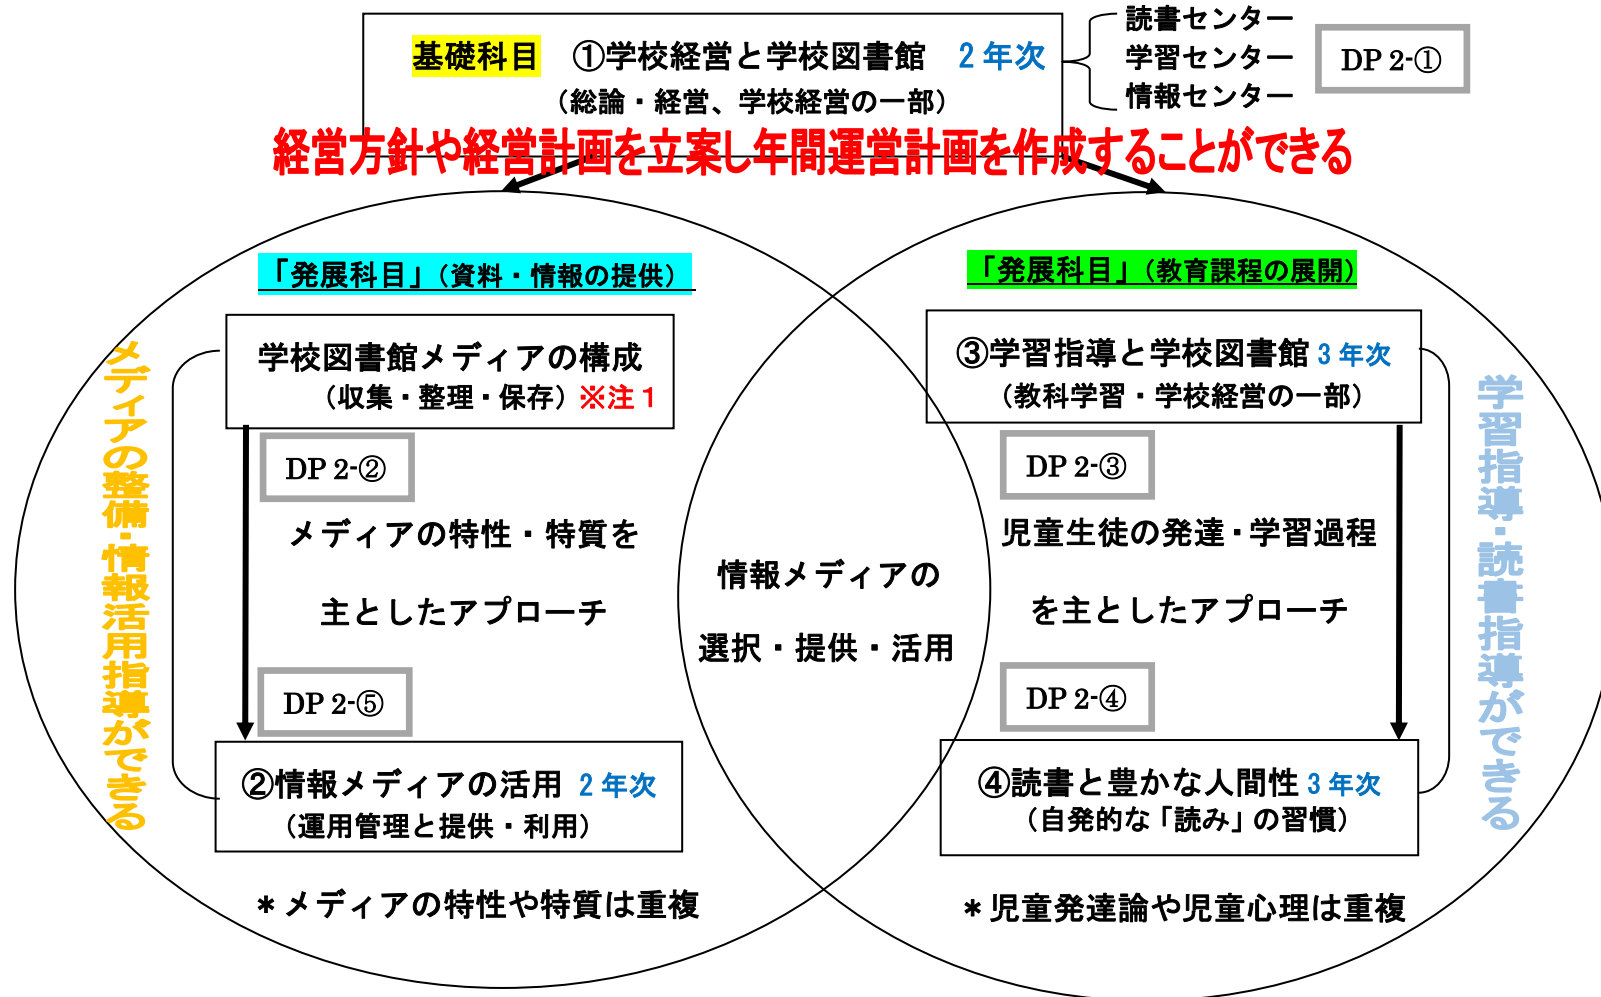 基礎科目 ①学校経営と学校図書館 2年次
（総論・経営、学校経営の一部）
読書センター
学習センター
情報センター
DP 2-①
経営方針や経営計画を立案し年間運営計画を作成することができる
「発展科目」（資料・情報の提供）
学校図書館メディアの構成
（収集・整理・保存）※注1
DP 2-②
メディアの特性・特質を
主としたアプローチ
DP 2-⑤
②情報メディアの活用 2年次
（運用管理と提供・利用）
＊メディアの特性や特質は重複
メディアの整備・情報活用指導ができる
情報メディアの
選択・提供・活用
「発展科目」（教育課程の展開）
③学習指導と学校図書館 3年次
（教科学習・学校経営の一部）
DP 2-③
児童生徒の発達・学習過程
を主としたアプローチ
DP 2-④
④読書と豊かな人間性 3年次
（自発的な「読み」の習慣）
＊児童発達論や児童心理は重複
学習指導・読書指導ができる